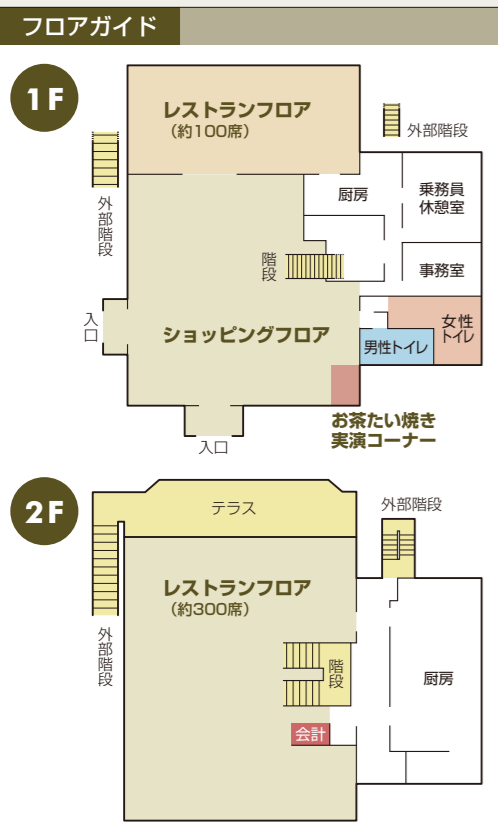 フロアガイド
1F
レストランフロア
(約100席)
外部階段
外部階段
厨房
乗務員
休憩室
階段
事務室
入口
ショッピングフロア
女性
トイレ
男性トイレ
お茶たい焼き
実演コーナー
入口
2F
テラス
外部階段
レストランフロア
(約300席)
外部階段
階段
厨房
会計